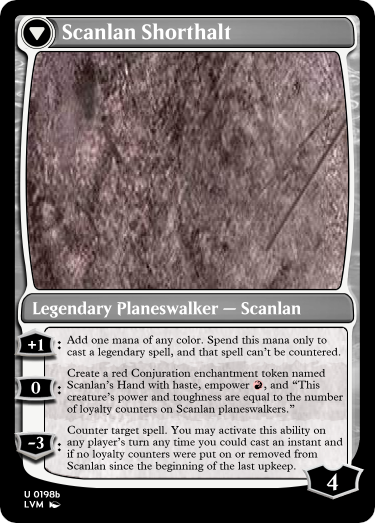 Scanlan Shorthalt
Legendary Planeswalker — Scanlan
+1: Add one mana of any color. Spend this mana only to
cast a legendary spell, and that spell can't be countered.
0: Create a red Conjuration enchantment token named
Scanlan's Hand with haste, empower , and "This
creature's power and toughness are equal to the number
of loyalty counters on Scanlan planeswalkers."
-3: Counter target spell. You may activate this ability on
any player's turn any time you could cast an instant and
if no loyalty counters were put on or removed from
Scanlan since the beginning of the last upkeep.
4
U 0198b
LVM